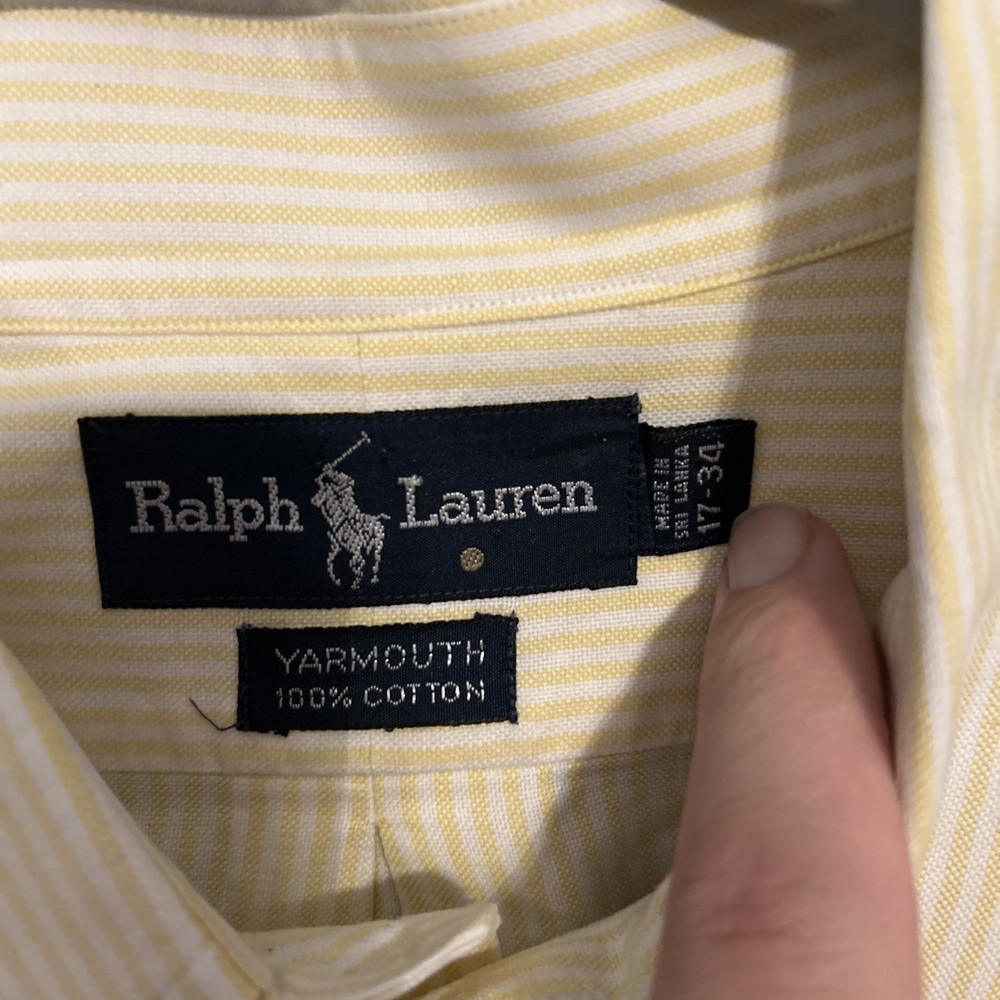 Ralph Lauren
MADE IN
SRI LANKA
17-34
YARMOUTH
100% COTTON